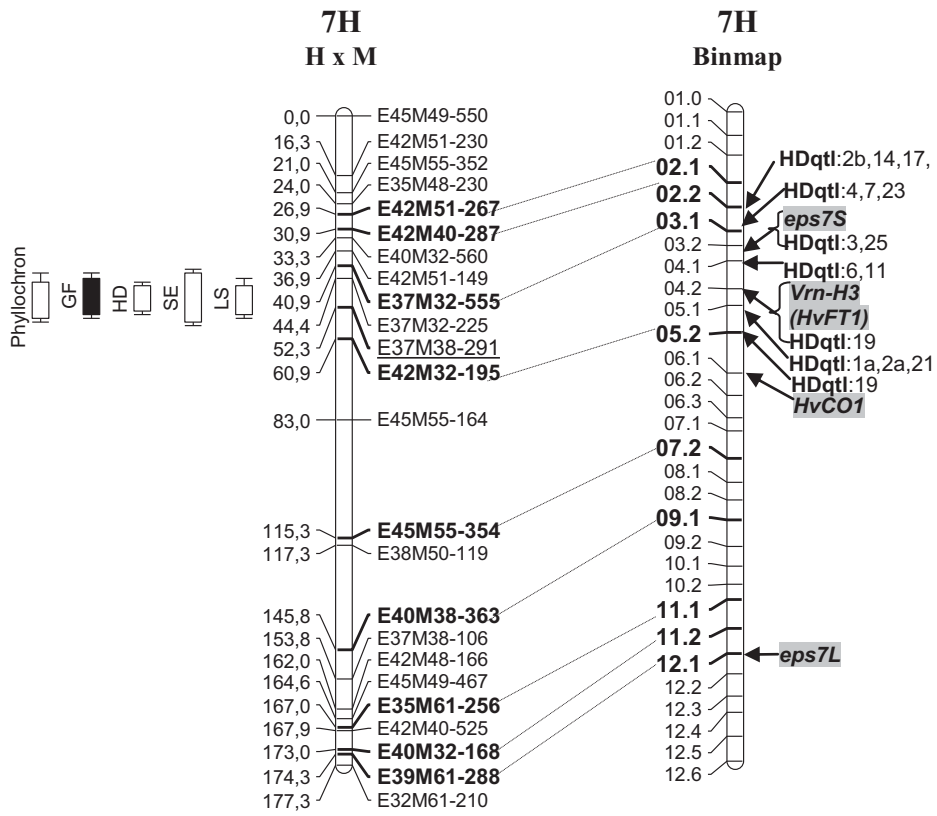 7H
H x M
7H
Binmap
Phyllochron
GF
HD
SE
LS
0,0 E45M49-550
16,3 E42M51-230
21,0 E45M55-352
24,0 E35M48-230
26,9 E42M51-267
30,9 E42M40-287
33,3 E40M32-560
36,9 E42M51-149
40,9 E37M32-555
44,4 E37M32-225
52,3 E37M38-291
60,9 E42M32-195
83,0 E45M55-164
115,3 E45M55-354
117,3 E38M50-119
145,8 E40M38-363
153,8 E37M38-106
162,0 E42M48-166
164,6 E45M49-467
167,0 E35M61-256
167,9 E42M40-525
173,0 E40M32-168
174,3 E39M61-288
177,3 E32M61-210
01.0
01.1
01.2
02.1
02.2
03.1
03.2
04.1
04.2
05.1
05.2
06.1
06.2
06.3
07.1
07.2
08.1
08.2
09.1
09.2
10.1
10.2
11.1
11.2
12.1
12.2
12.3
12.4
12.5
12.6
HDqtl:2b,14,17,
HDqtl:4,7,23
eps7S
HDqtl:3,25
HDqtl:6,11
Vrn-H3
(HvFT1)
HDqtl:19
HDqtl:1a,2a,21
HDqtl:19
HvCO1
eps7L